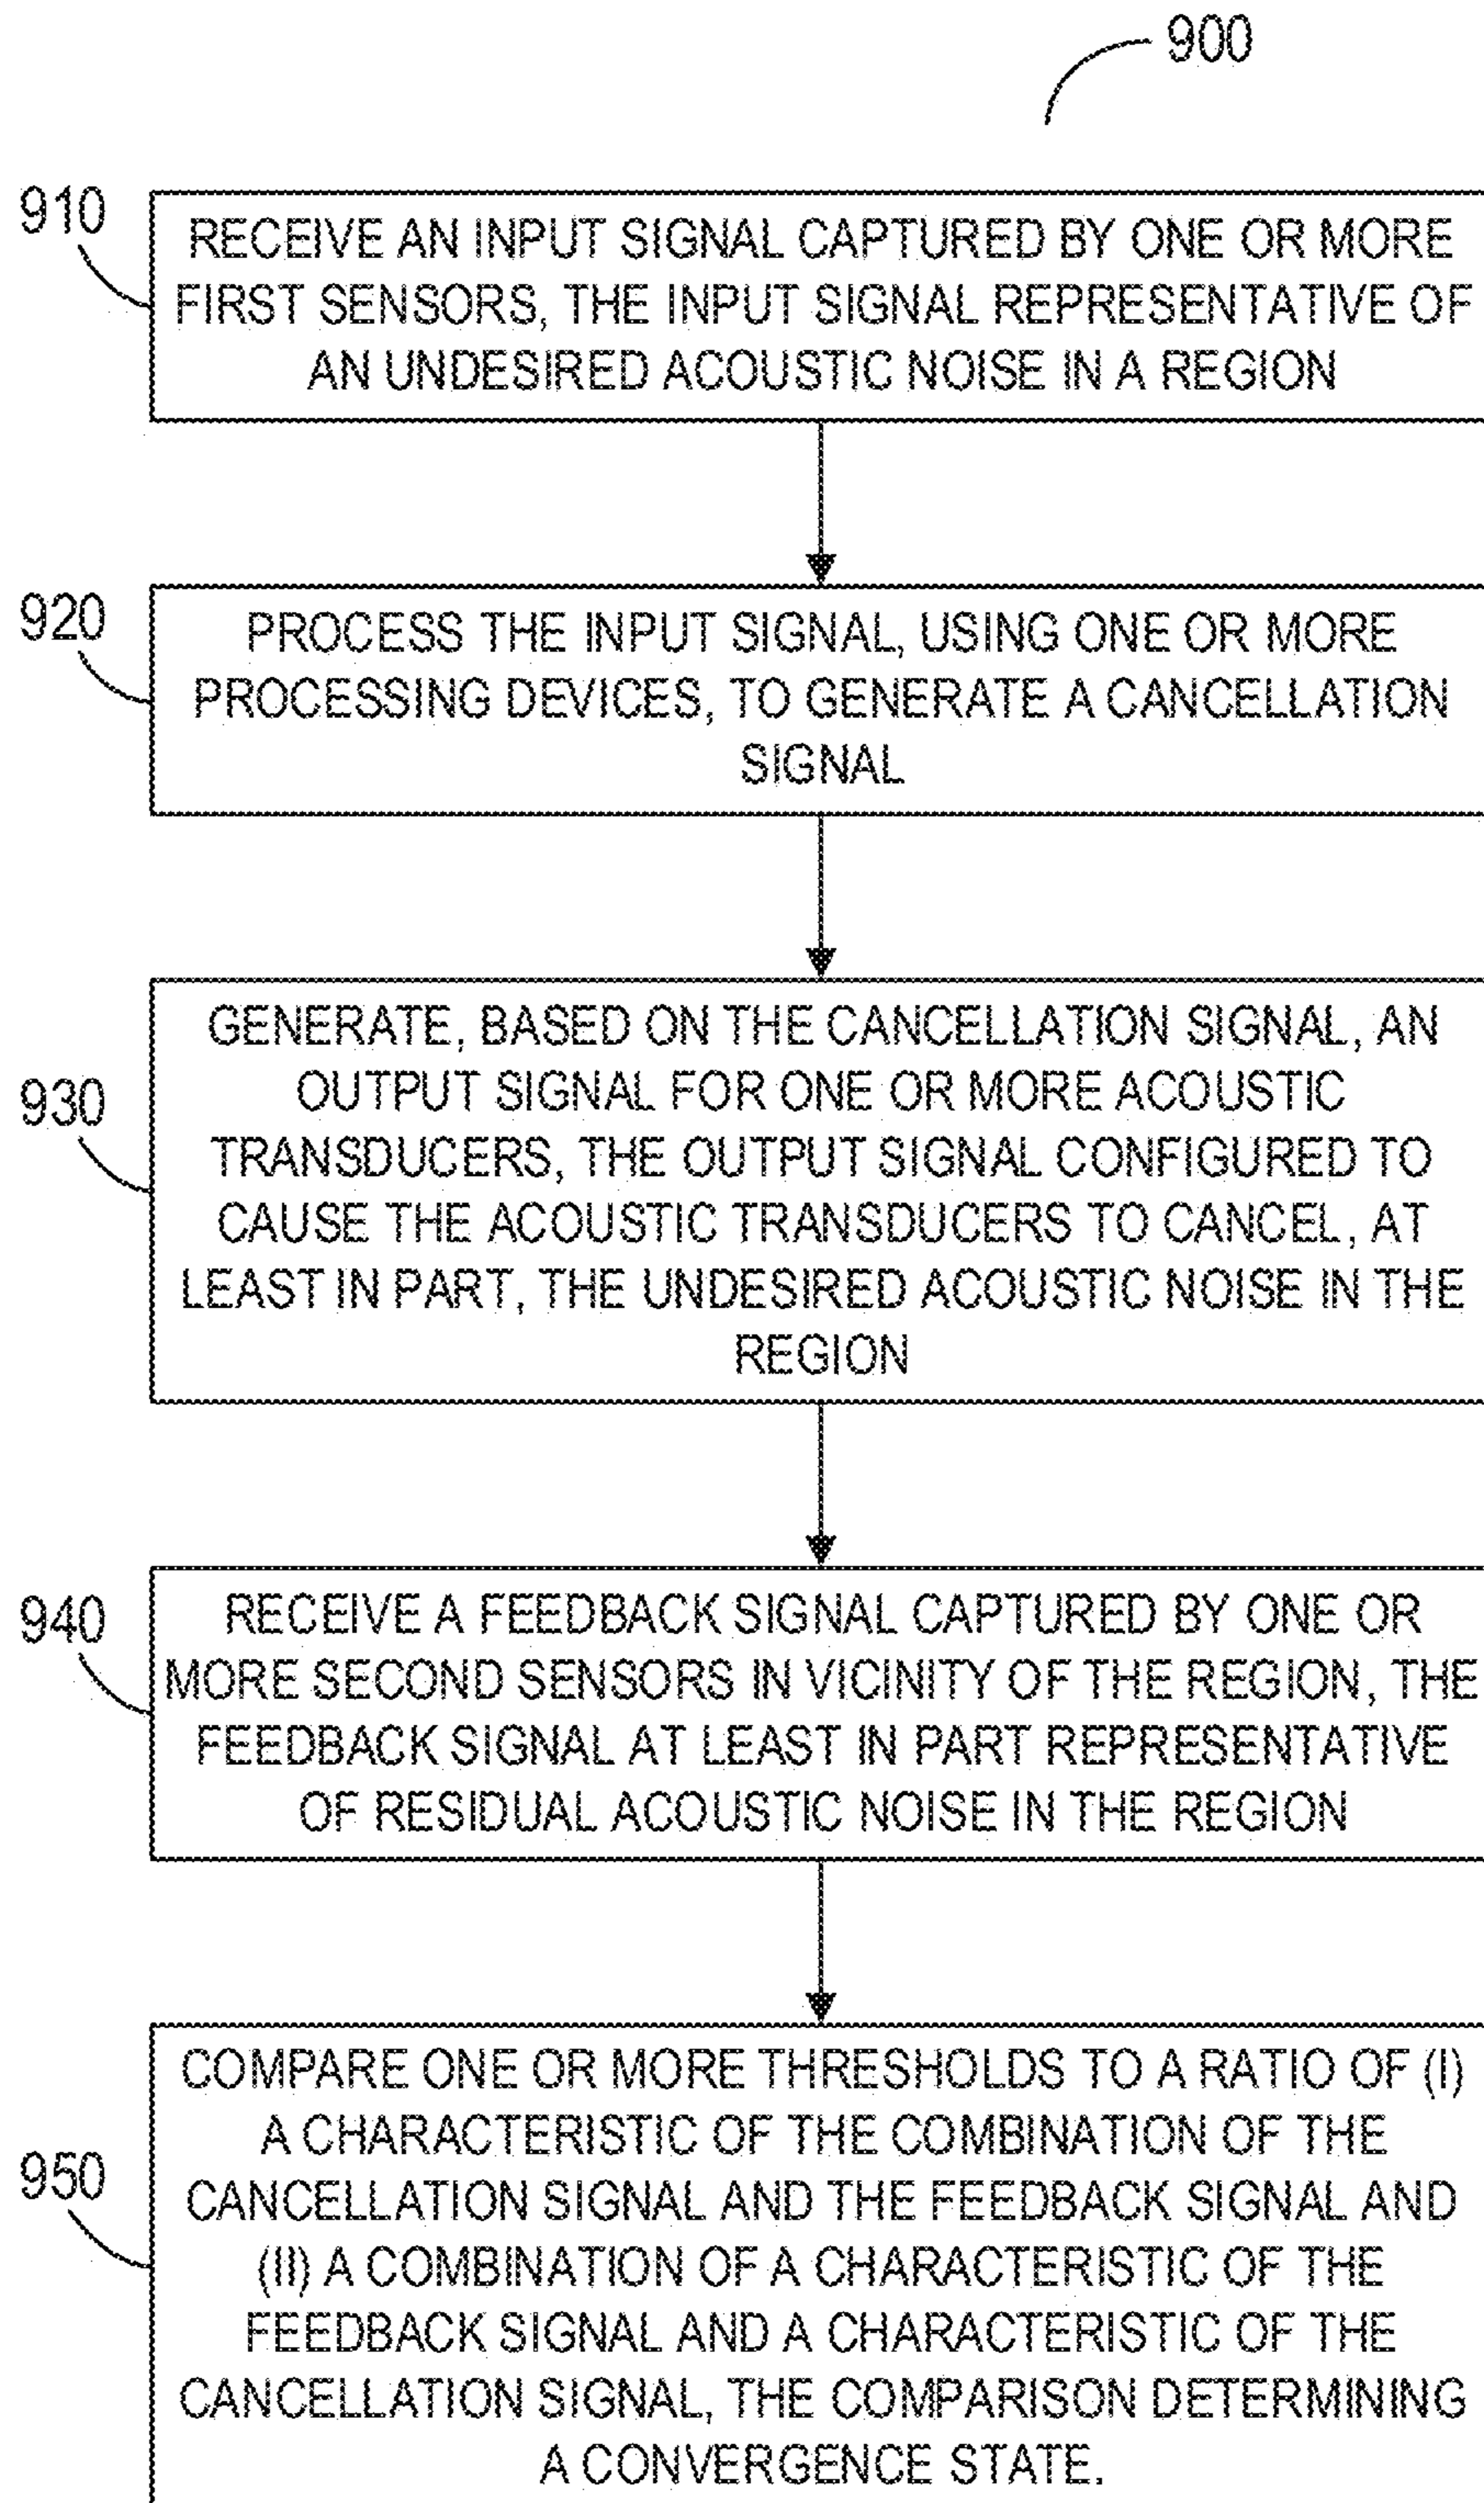 900
910
RECEIVE AN INPUT SIGNAL CAPTURED BY ONE OR MORE
FIRST SENSORS, THE INPUT SIGNAL REPRESENTATIVE OF
AN UNDESIRED ACOUSTIC NOISE IN A REGION
920
PROCESS THE INPUT SIGNAL, USING ONE OR MORE
PROCESSING DEVICES, TO GENERATE A CANCELLATION
SIGNAL
930
GENERATE, BASED ON THE CANCELLATION SIGNAL, AN
OUTPUT SIGNAL FOR ONE OR MORE ACOUSTIC
TRANSDUCERS, THE OUTPUT SIGNAL CONFIGURED TO
CAUSE THE ACOUSTIC TRANSDUCERS TO CANCEL, AT
LEAST IN PART, THE UNDESIRED ACOUSTIC NOISE IN THE
REGION
940
RECEIVE A FEEDBACK SIGNAL CAPTURED BY ONE OR
MORE SECOND SENSORS IN VICINITY OF THE REGION, THE
FEEDBACK SIGNAL AT LEAST IN PART REPRESENTATIVE
OF RESIDUAL ACOUSTIC NOISE IN THE REGION
950
COMPARE ONE OR MORE THRESHOLDS TO A RATIO OF (I)
A CHARACTERISTIC OF THE COMBINATION OF THE
CANCELLATION SIGNAL AND THE FEEDBACK SIGNAL AND
(II) A COMBINATION OF A CHARACTERISTIC OF THE
FEEDBACK SIGNAL AND A CHARACTERISTIC OF THE
CANCELLATION SIGNAL, THE COMPARISON DETERMINING
A CONVERGENCE STATE.